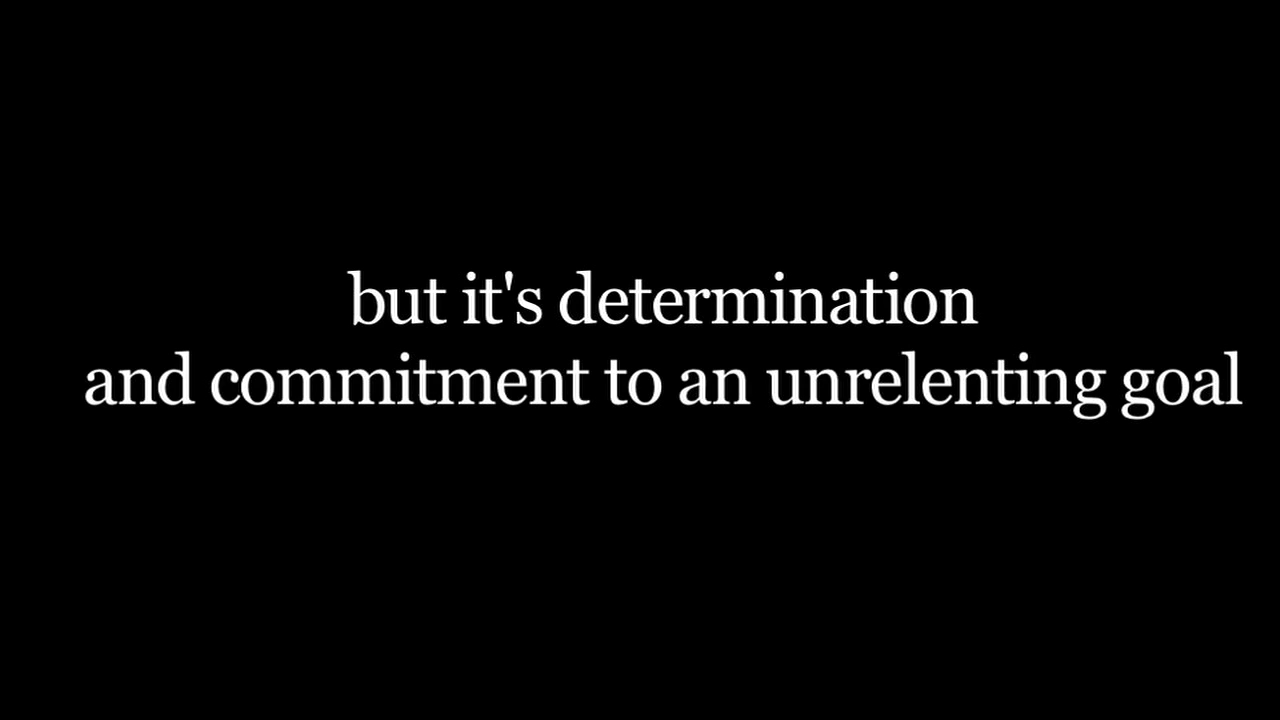 but it's determination
and commitment to an unrelenting goal